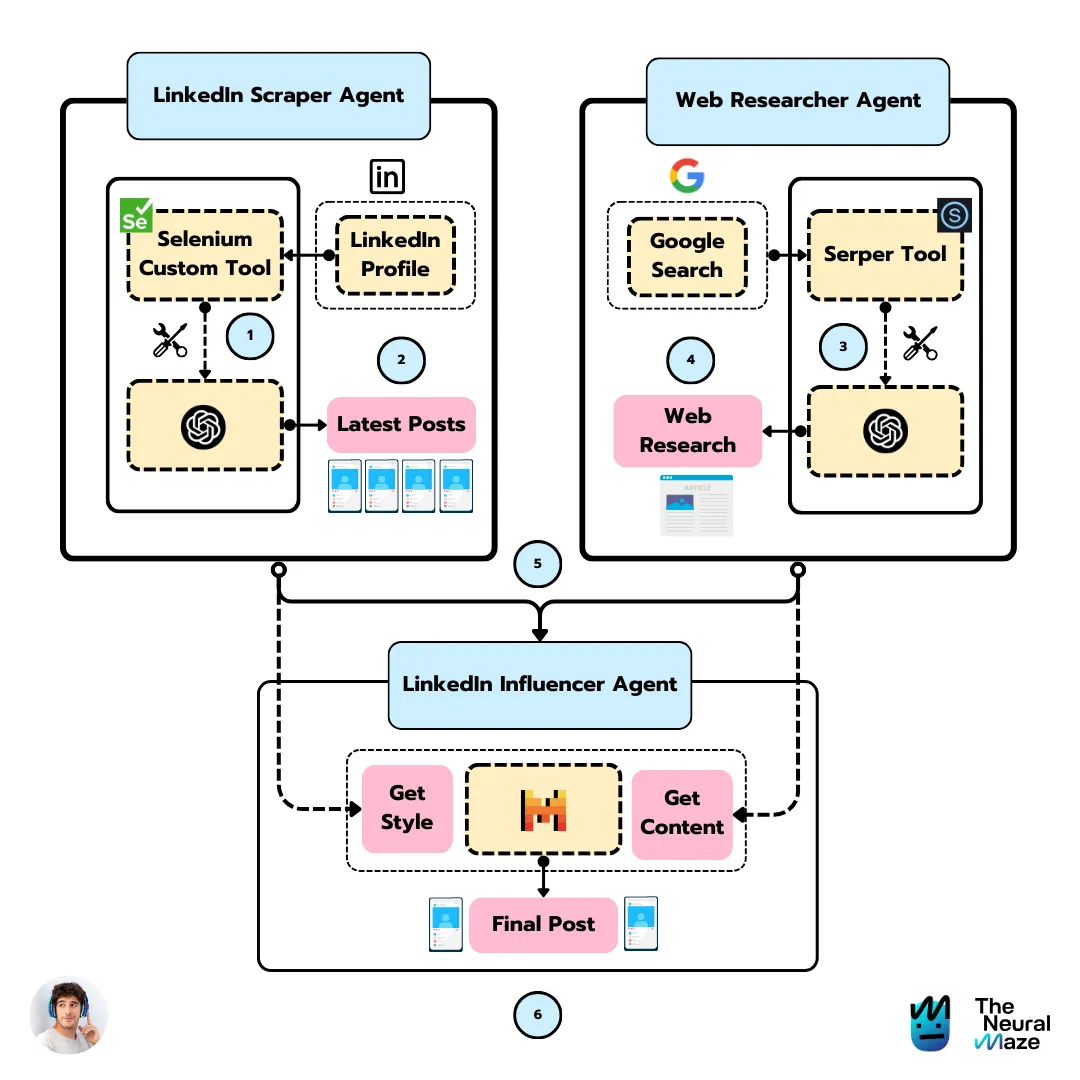 LinkedIn Scraper Agent
Web Researcher Agent
in
G
Se
Selenium
Custom Tool
LinkedIn
Profile
Google
Search
S
Serper Tool
1
2
4
3
Latest Posts
Web
Research
ARTICLE
5
LinkedIn Influencer Agent
Get
Style
Get
Content
Final Post
6
The
Neural
Maze